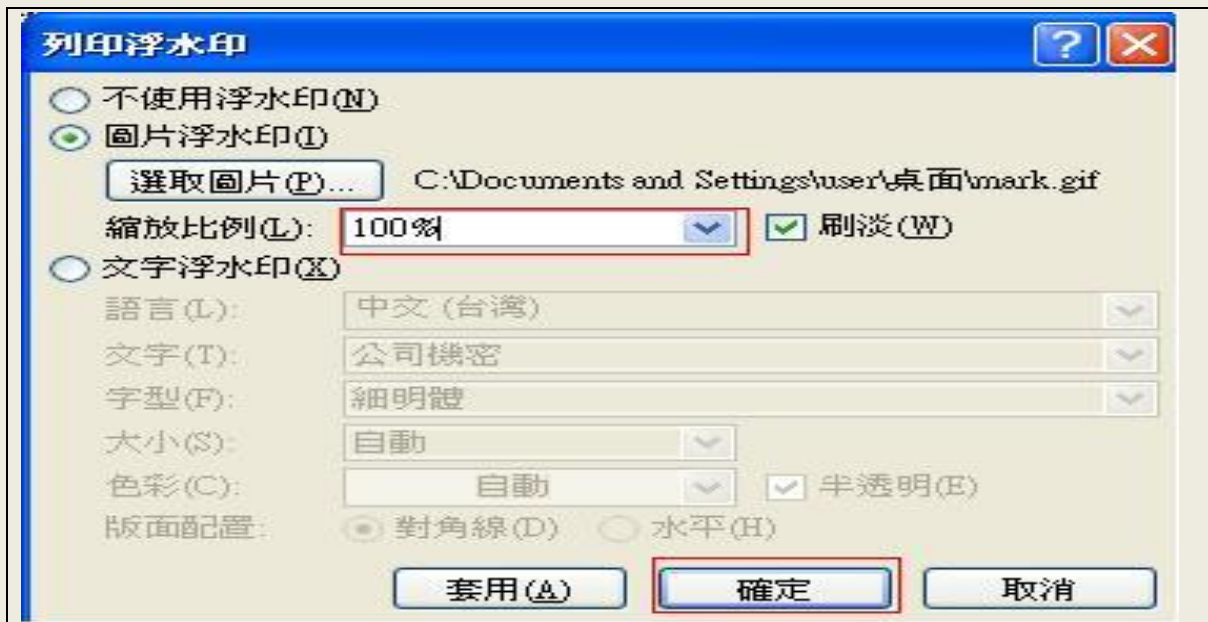 列印浮水印
不使用浮水印(N)
圖片浮水印(I)
選取圖片(P)... C:\Documents and Settings\user\桌面\mark.gif
縮放比例(L): 100% 刷淡(W)
文字浮水印(X)
語言(L): 中文 (台灣)
文字(T): 公司機密
字型(F): 細明體
大小(S): 自動
色彩(C): 自動 半透明(E)
版面配置: 對角線(D) 水平(H)
套用(A) 確定 取消